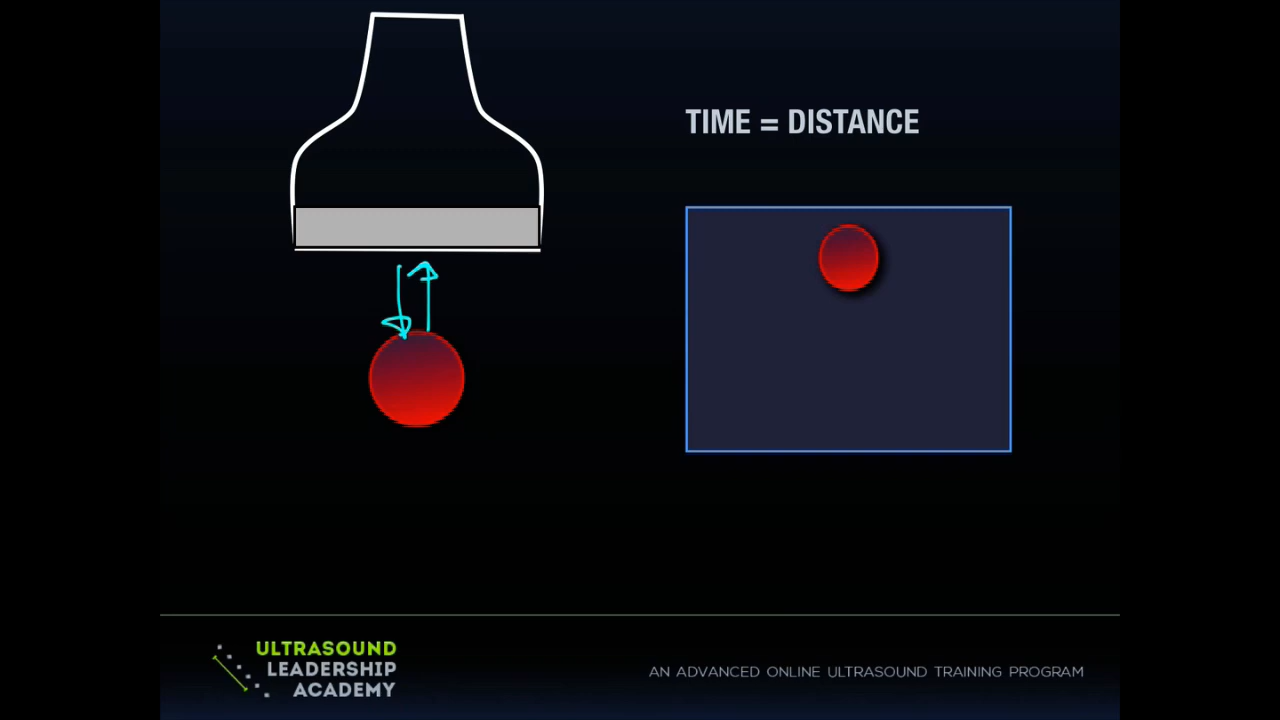 TIME = DISTANCE
ULTRASOUND
LEADERSHIP
ACADEMY
AN ADVANCED ONLINE ULTRASOUND TRAINING PROGRAM